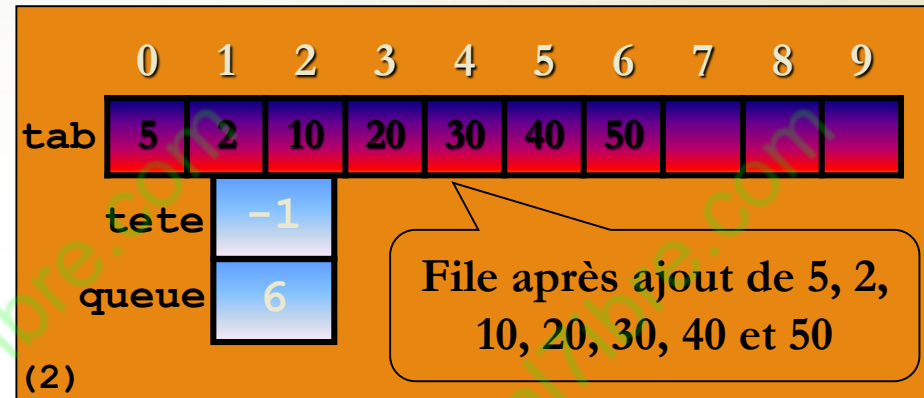 0 1 2 3 4 5 6 7 8 9
tab 5 2 10 20 30 40 50
tete -1
queue 6
File après ajout de 5, 2,
10, 20, 30, 40 et 50
(2)